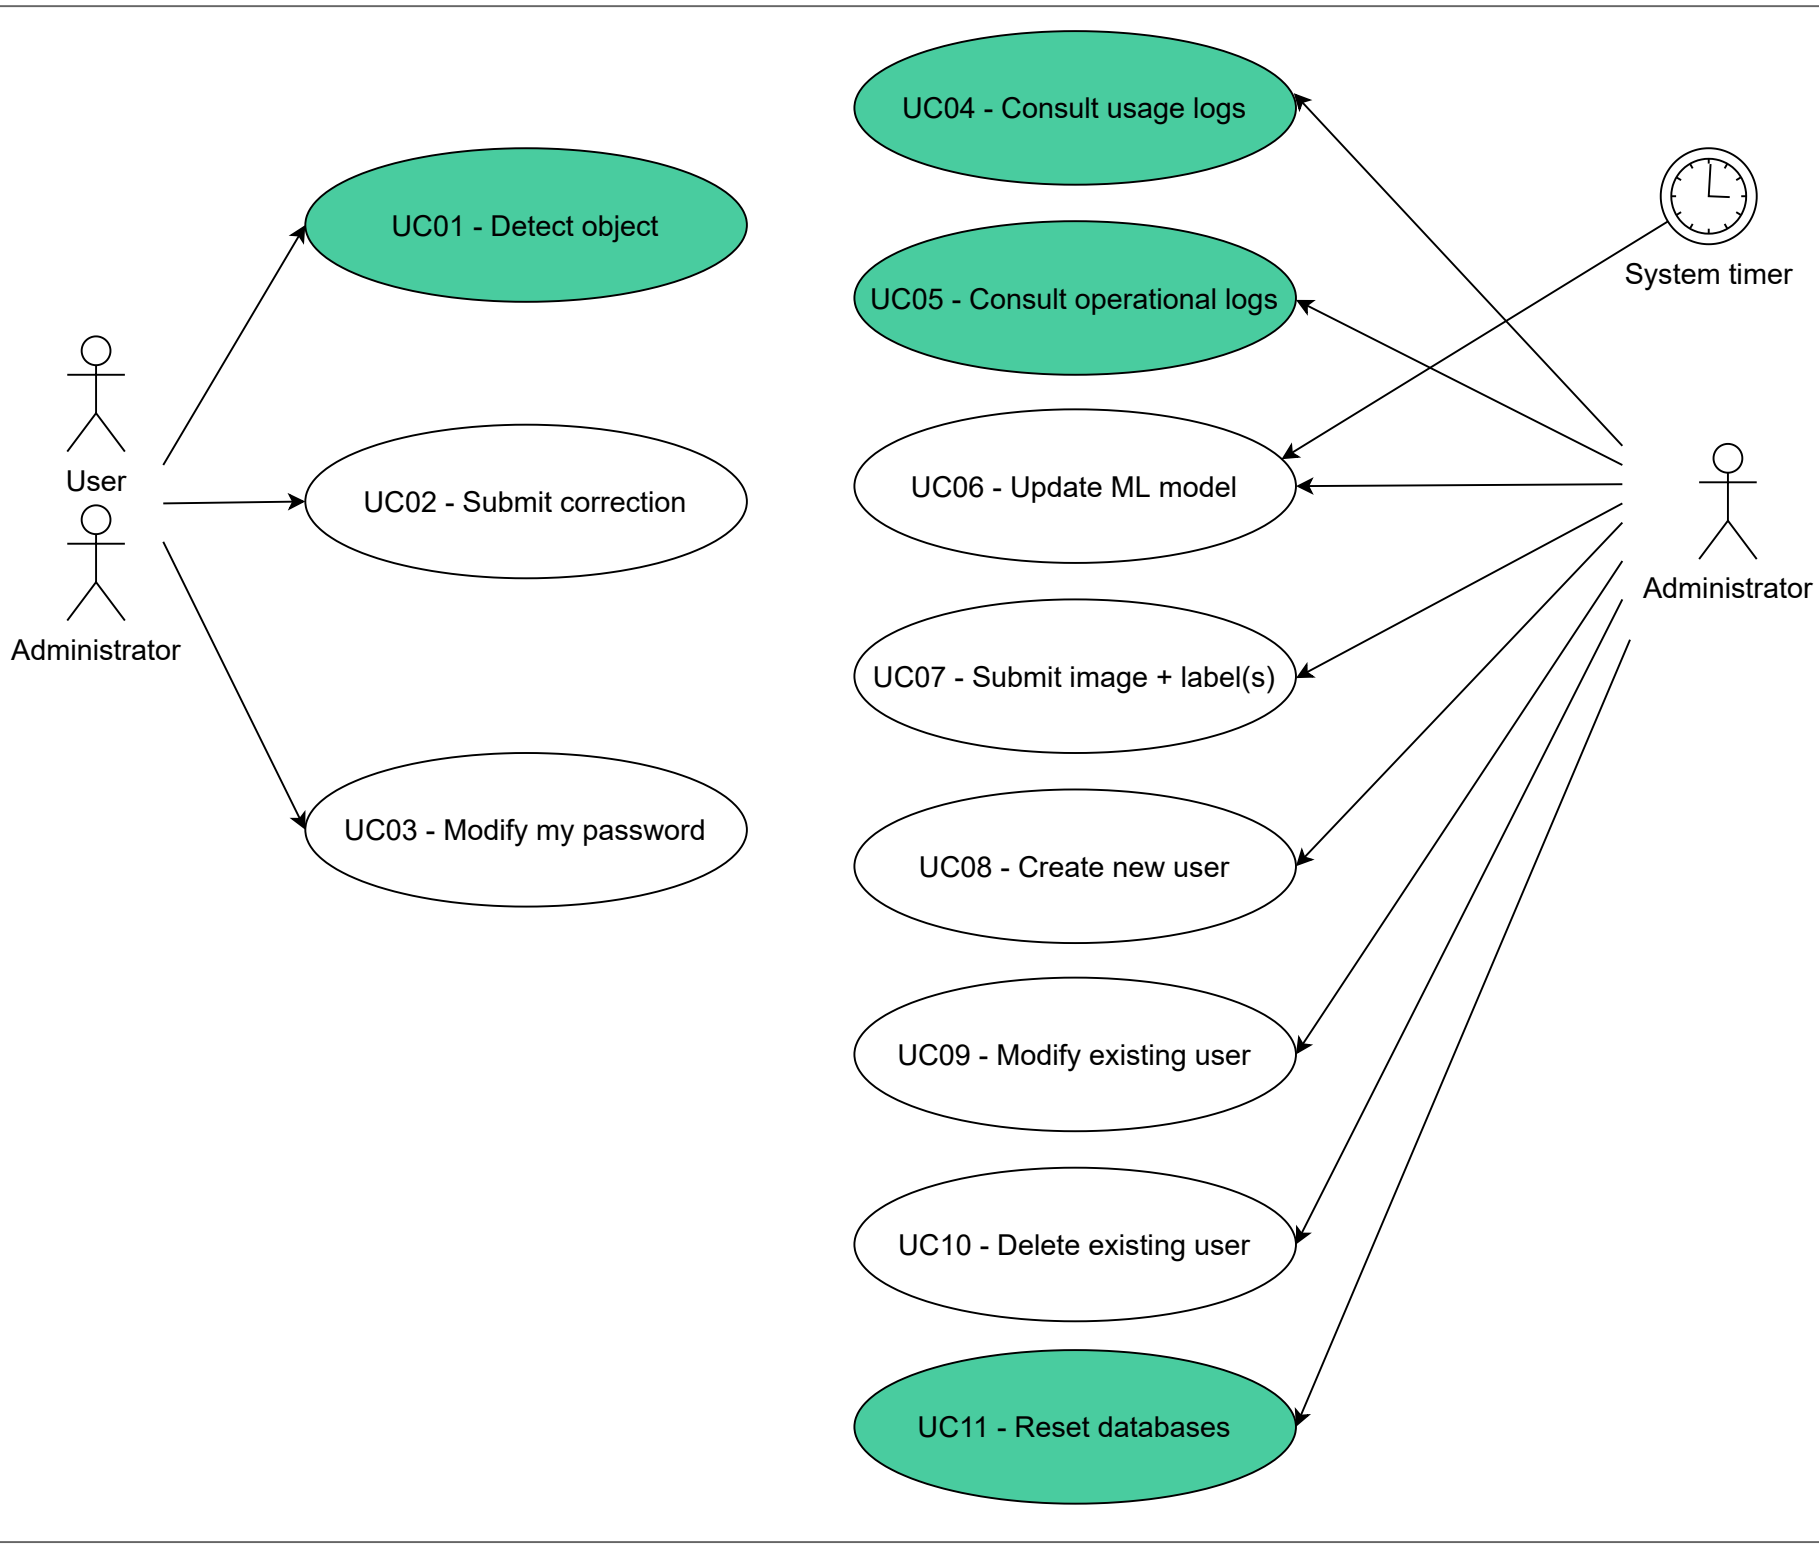 UC04 - Consult usage logs
UC01 - Detect object
System timer
UC05 - Consult operational logs
User
UC02 - Submit correction
UC06 - Update ML model
Administrator
Administrator
UC07 - Submit image + label(s)
UC03 - Modify my password
UC08 - Create new user
UC09 - Modify existing user
UC10 - Delete existing user
UC11 - Reset databases